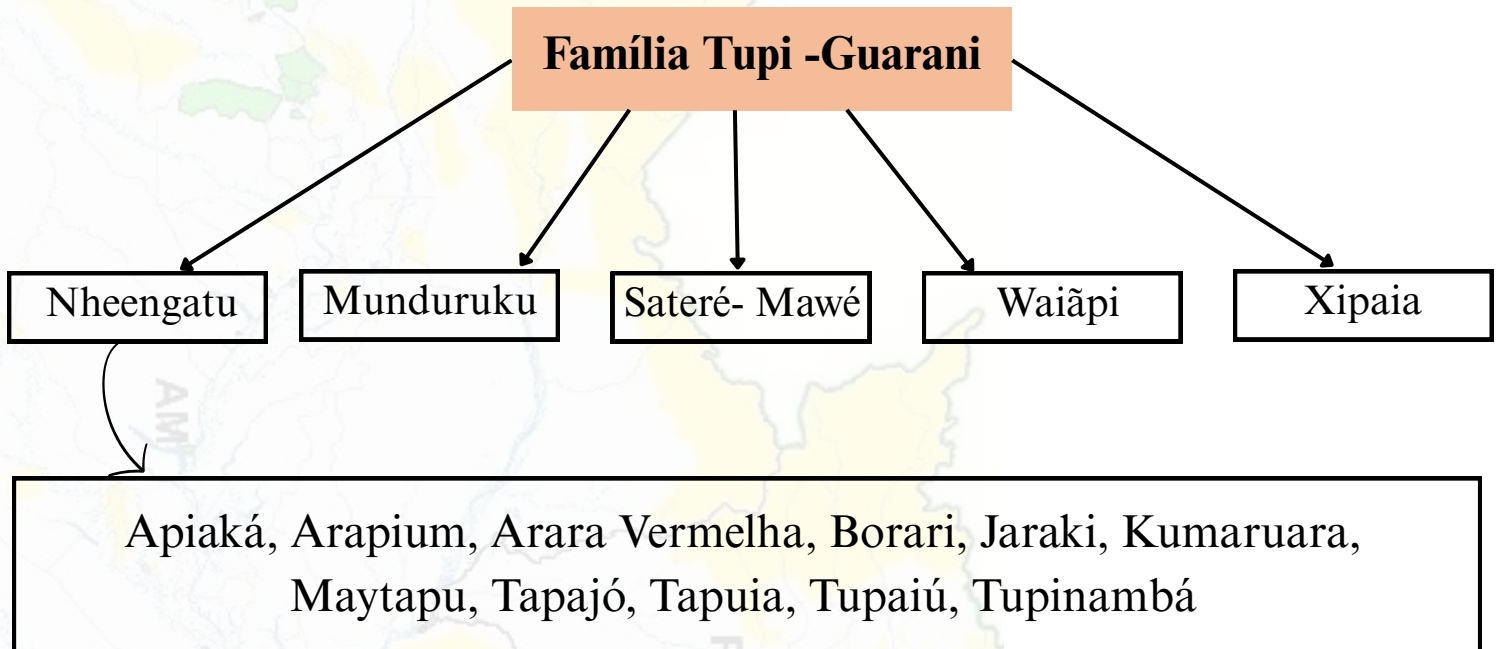 Família Tupi -Guarani
Nheengatu
Munduruku
Sateré- Mawé
Waiãpi
Xipaia
AM
Apiaká, Arapium, Arara Vermelha, Borari, Jaraki, Kumaruara,
Maytapu, Tapajó, Tapuia, Tupaiú, Tupinambá